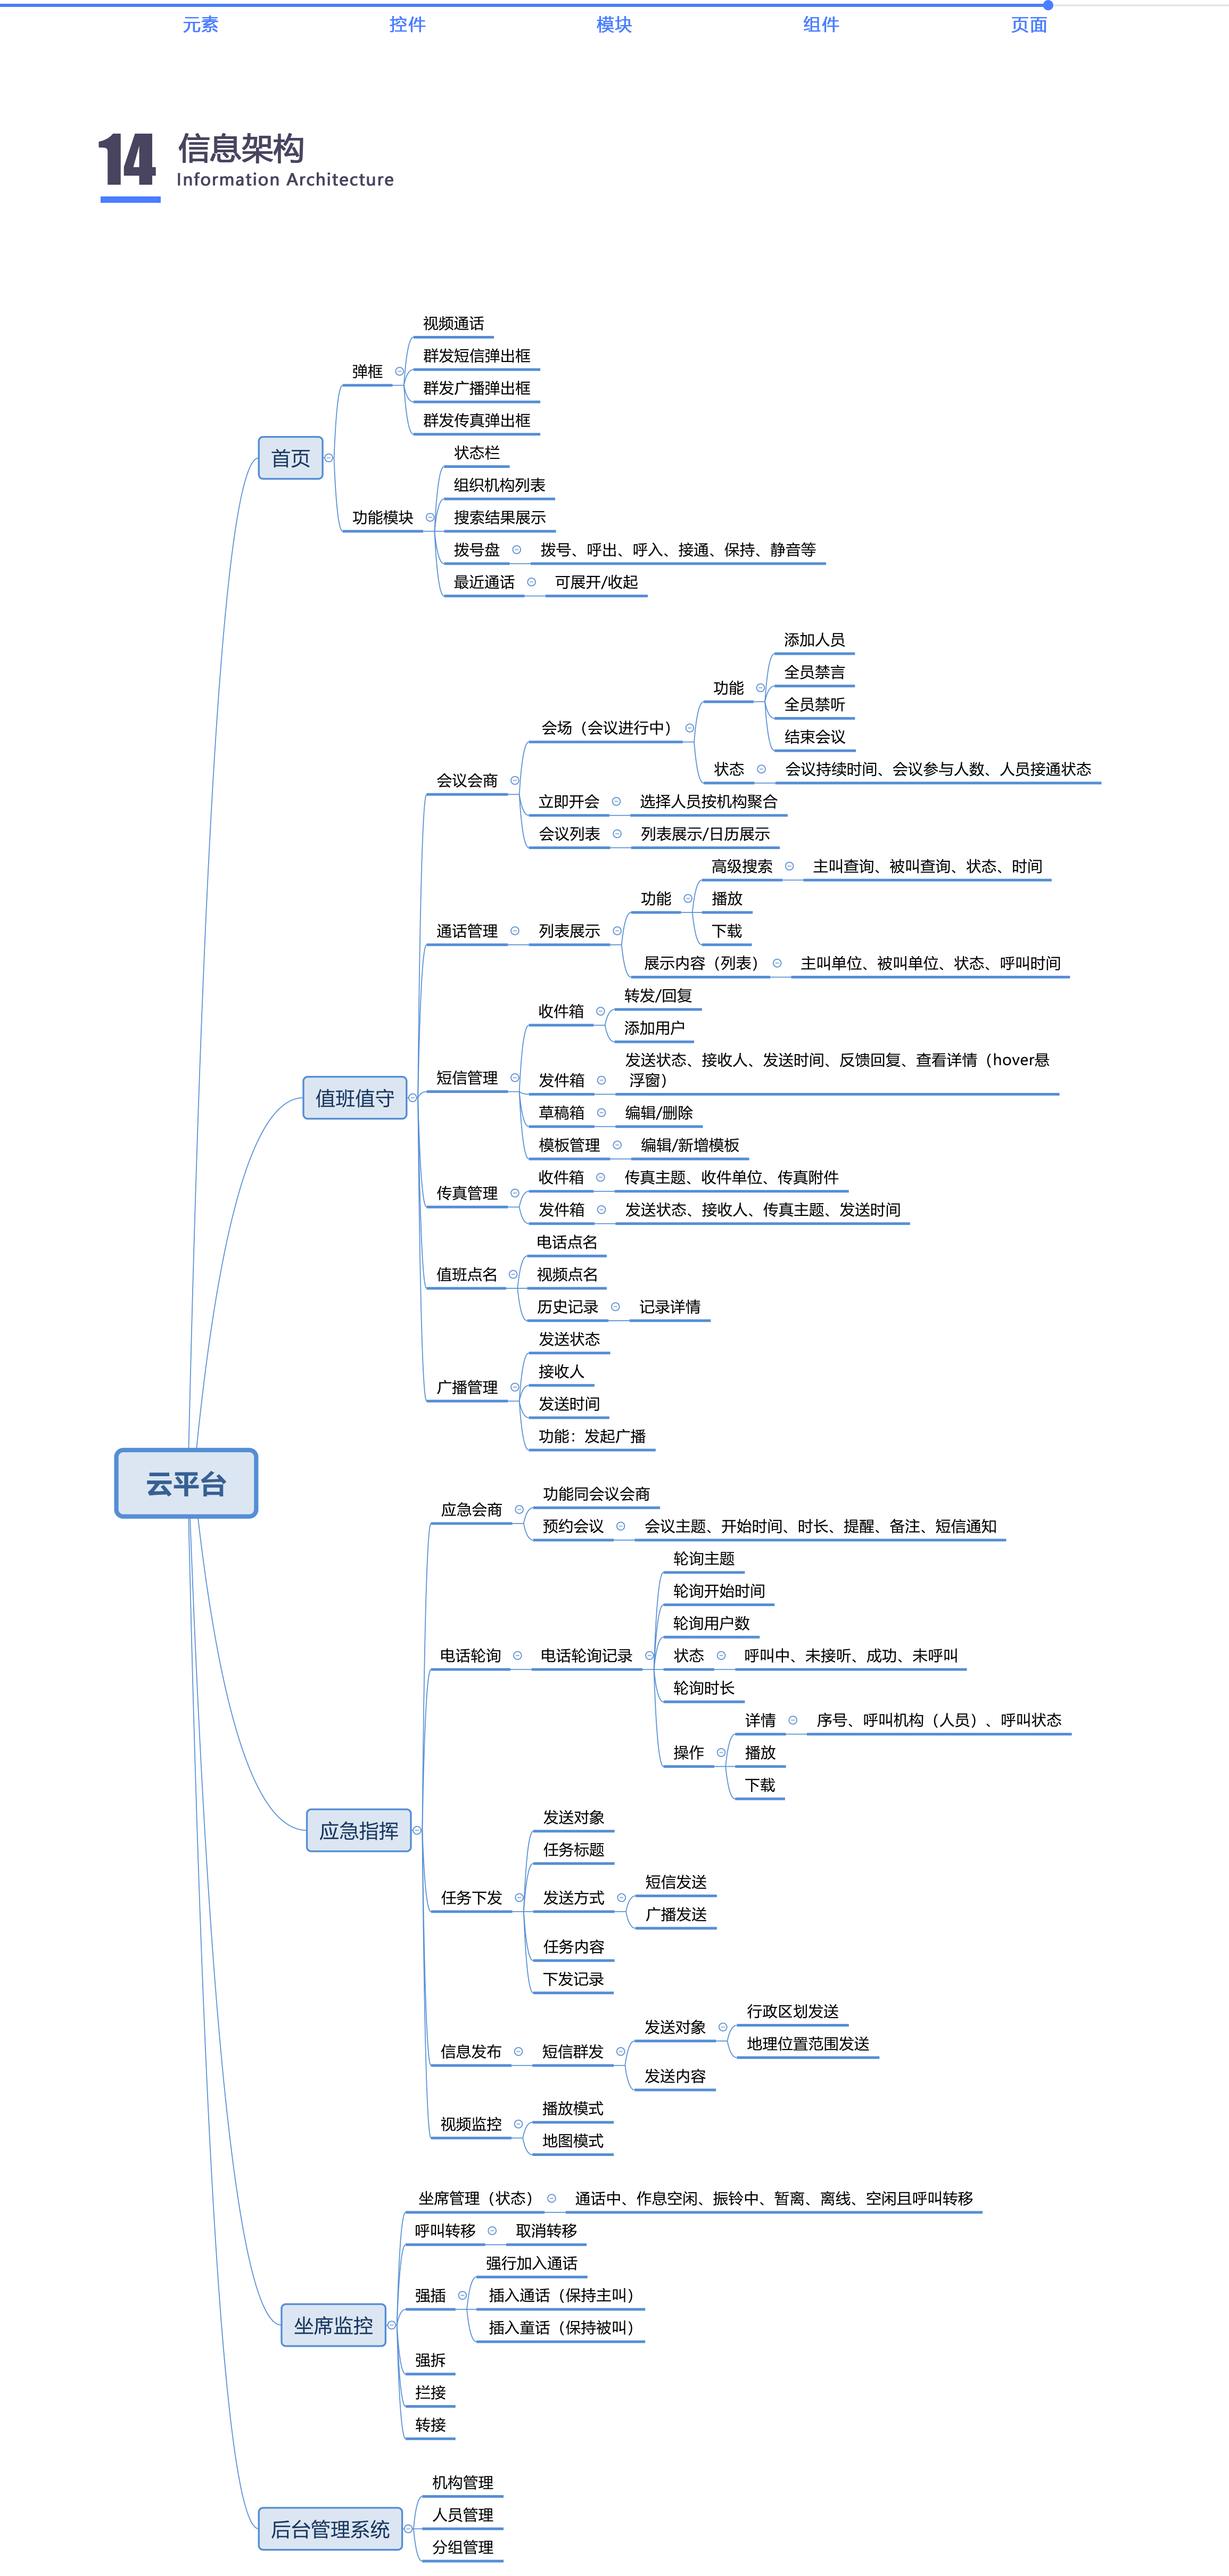 元素
控件
模块
组件
页面
14
信息架构
Information Architecture
云平台
首页
弹框
视频通话
群发短信弹出框
群发广播弹出框
群发传真弹出框
功能模块
状态栏
组织机构列表
搜索结果展示
拨号盘
拨号、呼出、呼入、接通、保持、静音等
最近通话
可展开/收起
值班值守
会议会商
会场（会议进行中）
功能
添加人员
全员禁言
全员禁听
结束会议
状态
会议持续时间、会议参与人数、人员接通状态
立即开会
选择人员按机构聚合
会议列表
列表展示/日历展示
通话管理
列表展示
功能
高级搜索
主叫查询、被叫查询、状态、时间
播放
下载
展示内容（列表）
主叫单位、被叫单位、状态、呼叫时间
短信管理
收件箱
转发/回复
添加用户
发件箱
发送状态、接收人、发送时间、反馈回复、查看详情（hover悬
浮窗）
草稿箱
编辑/删除
模板管理
编辑/新增模板
传真管理
收件箱
传真主题、收件单位、传真附件
发件箱
发送状态、接收人、传真主题、发送时间
值班点名
电话点名
视频点名
历史记录
记录详情
广播管理
发送状态
接收人
发送时间
功能：发起广播
应急指挥
应急会商
功能同会议会商
预约会议
会议主题、开始时间、时长、提醒、备注、短信通知
电话轮询
电话轮询记录
轮询主题
轮询开始时间
轮询用户数
状态
呼叫中、未接听、成功、未呼叫
轮询时长
操作
详情
序号、呼叫机构（人员）、呼叫状态
播放
下载
任务下发
发送对象
任务标题
发送方式
短信发送
广播发送
任务内容
下发记录
信息发布
短信群发
发送对象
行政区划发送
地理位置范围发送
发送内容
视频监控
播放模式
地图模式
坐席监控
坐席管理（状态）
通话中、作息空闲、振铃中、暂离、离线、空闲且呼叫转移
呼叫转移
取消转移
强插
强行加入通话
插入通话（保持主叫）
插入童话（保持被叫）
强拆
拦接
转接
后台管理系统
机构管理
人员管理
分组管理